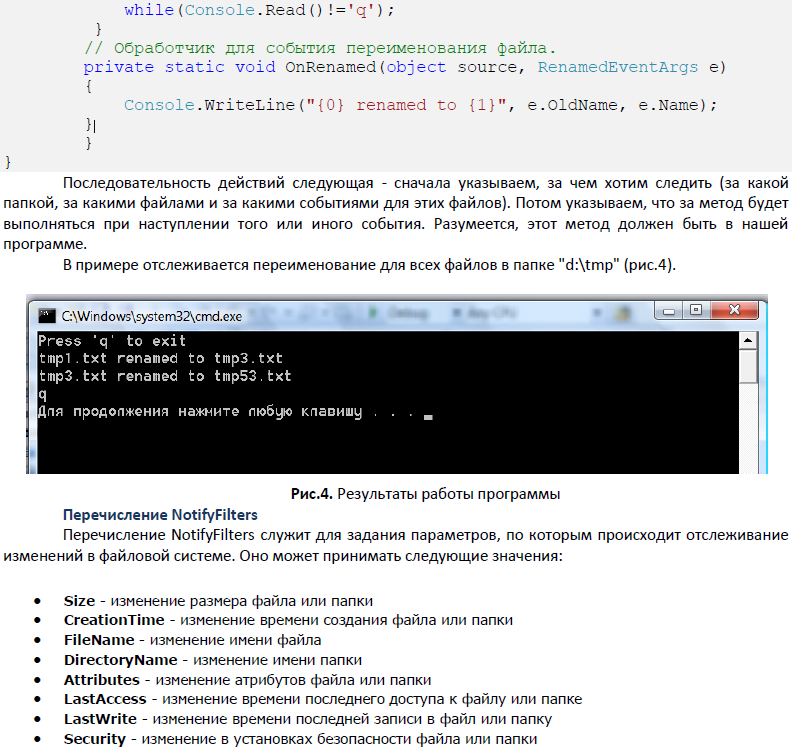 while(Console.Read()!='q');
}
// Обработчик для события переименования файла.
private static void OnRenamed(object source, RenamedEventArgs e)
{
Console.WriteLine("{0} renamed to {1}", e.OldName, e.Name);
}
}
}
Последовательность действий следующая - сначала указываем, за чем хотим следить (за какой
папкой, за какими файлами и за какими событиями для этих файлов). Потом указываем, что за метод будет
выполняться при наступлении того или иного события. Разумеется, этот метод должен быть в нашей
программе.
В примере отслеживается переименование для всех файлов в папке "d:\tmp" (рис.4).
C:\Windows\system32\cmd.exe
Press 'q' to exit
tmp1.txt renamed to tmp3.txt
tmp3.txt renamed to tmp53.txt
q
Для продолжения нажмите любую клавишу . . .
Рис.4. Результаты работы программы
Перечисление NotifyFilters
Перечисление NotifyFilters служит для задания параметров, по которым происходит отслеживание
изменений в файловой системе. Оно может принимать следующие значения:
• Size - изменение размера файла или папки
• CreationTime - изменение времени создания файла или папки
• FileName - изменение имени файла
• DirectoryName - изменение имени папки
• Attributes - изменение атрибутов файла или папки
• LastAccess - изменение времени последнего доступа к файлу или папке
• LastWrite - изменение времени последней записи в файл или папку
• Security - изменение в установках безопасности файла или папки